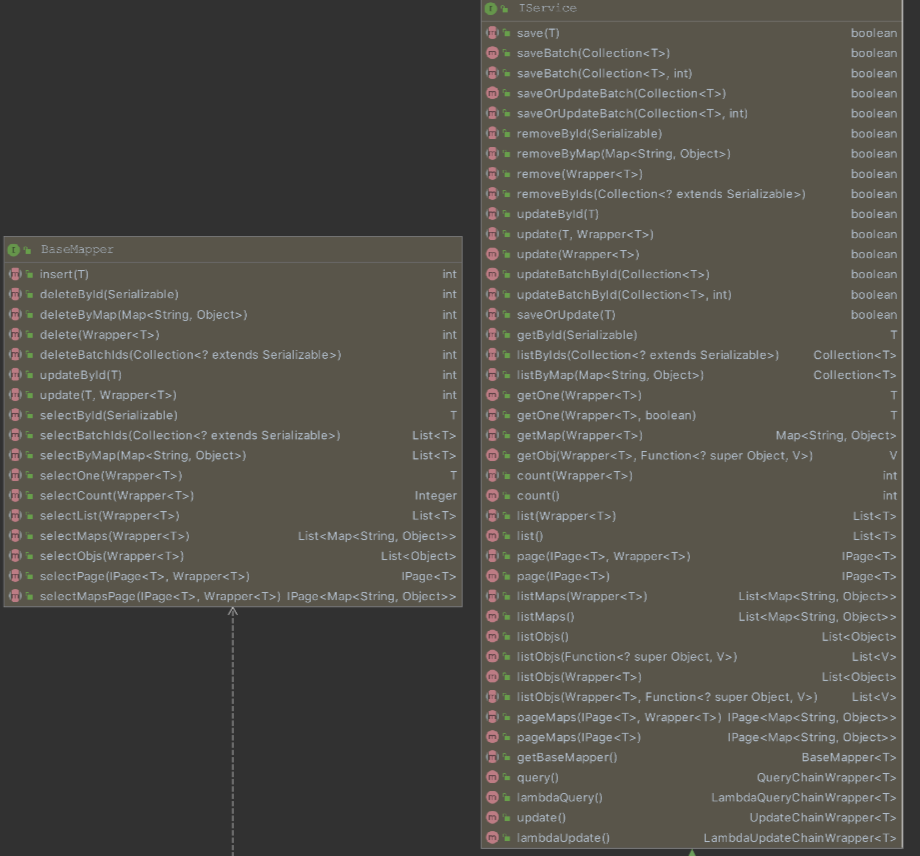 BaseMapper
insert(T) int
deleteById(Serializable) int
deleteByMap(Map<String, Object>) int
delete(Wrapper<T>) int
deleteBatchIds(Collection<? extends Serializable>) int
updateById(T) int
update(T, Wrapper<T>) int
selectById(Serializable) T
selectBatchIds(Collection<? extends Serializable>) List<T>
selectByMap(Map<String, Object>) List<T>
selectOne(Wrapper<T>) T
selectCount(Wrapper<T>) Integer
selectList(Wrapper<T>) List<T>
selectMaps(Wrapper<T>) List<Map<String, Object>>
selectObjs(Wrapper<T>) List<Object>
selectPage(IPage<T>, Wrapper<T>) IPage<T>
selectMapsPage(IPage<T>, Wrapper<T>) IPage<Map<String, Object>>
IService
save(T) boolean
saveBatch(Collection<T>) boolean
saveBatch(Collection<T>, int) boolean
saveOrUpdateBatch(Collection<T>) boolean
saveOrUpdateBatch(Collection<T>, int) boolean
removeById(Serializable) boolean
removeByMap(Map<String, Object>) boolean
remove(Wrapper<T>) boolean
removeByIds(Collection<? extends Serializable>) boolean
updateById(T) boolean
update(T, Wrapper<T>) boolean
update(Wrapper<T>) boolean
updateBatchById(Collection<T>) boolean
updateBatchById(Collection<T>, int) boolean
saveOrUpdate(T) boolean
getById(Serializable) T
listByIds(Collection<? extends Serializable>) Collection<T>
listByMap(Map<String, Object>) Collection<T>
getOne(Wrapper<T>) T
getOne(Wrapper<T>, boolean) T
getMap(Wrapper<T>) Map<String, Object>
getObj(Wrapper<T>, Function<? super Object, V>) V
count(Wrapper<T>) int
count() int
list(Wrapper<T>) List<T>
list() List<T>
page(IPage<T>, Wrapper<T>) IPage<T>
page(IPage<T>) IPage<T>
listMaps(Wrapper<T>) List<Map<String, Object>>
listMaps() List<Map<String, Object>>
listObjs() List<Object>
listObjs(Function<? super Object, V>) List<V>
listObjs(Wrapper<T>) List<Object>
listObjs(Wrapper<T>, Function<? super Object, V>) List<V>
pageMaps(IPage<T>, Wrapper<T>) IPage<Map<String, Object>>
pageMaps(IPage<T>) IPage<Map<String, Object>>
getBaseMapper() BaseMapper<T>
query() QueryChainWrapper<T>
lambdaQuery() LambdaQueryChainWrapper<T>
update() UpdateChainWrapper<T>
lambdaUpdate() LambdaUpdateChainWrapper<T>